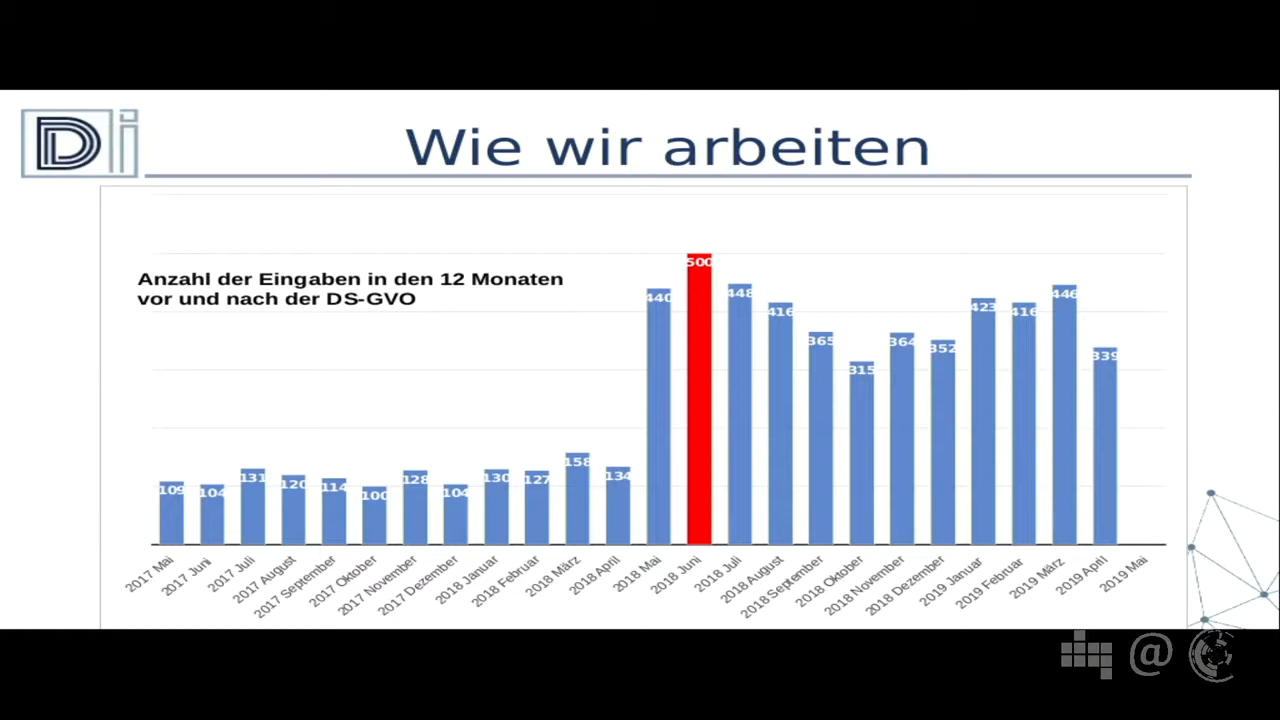 Di
Wie wir arbeiten
Anzahl der Eingaben in den 12 Monaten
vor und nach der DS-GVO
109
104
131
120
114
100
128
104
130
127
158
134
440
500
448
416
365
315
364
352
423
416
446
339
2017 Mai
2017 Juni
2017 Juli
2017 August
2017 September
2017 Oktober
2017 November
2017 Dezember
2018 Januar
2018 Februar
2018 März
2018 April
2018 Mai
2018 Juni
2018 Juli
2018 August
2018 September
2018 Oktober
2018 November
2018 Dezember
2019 Januar
2019 Februar
2019 März
2019 April
2019 Mai
@